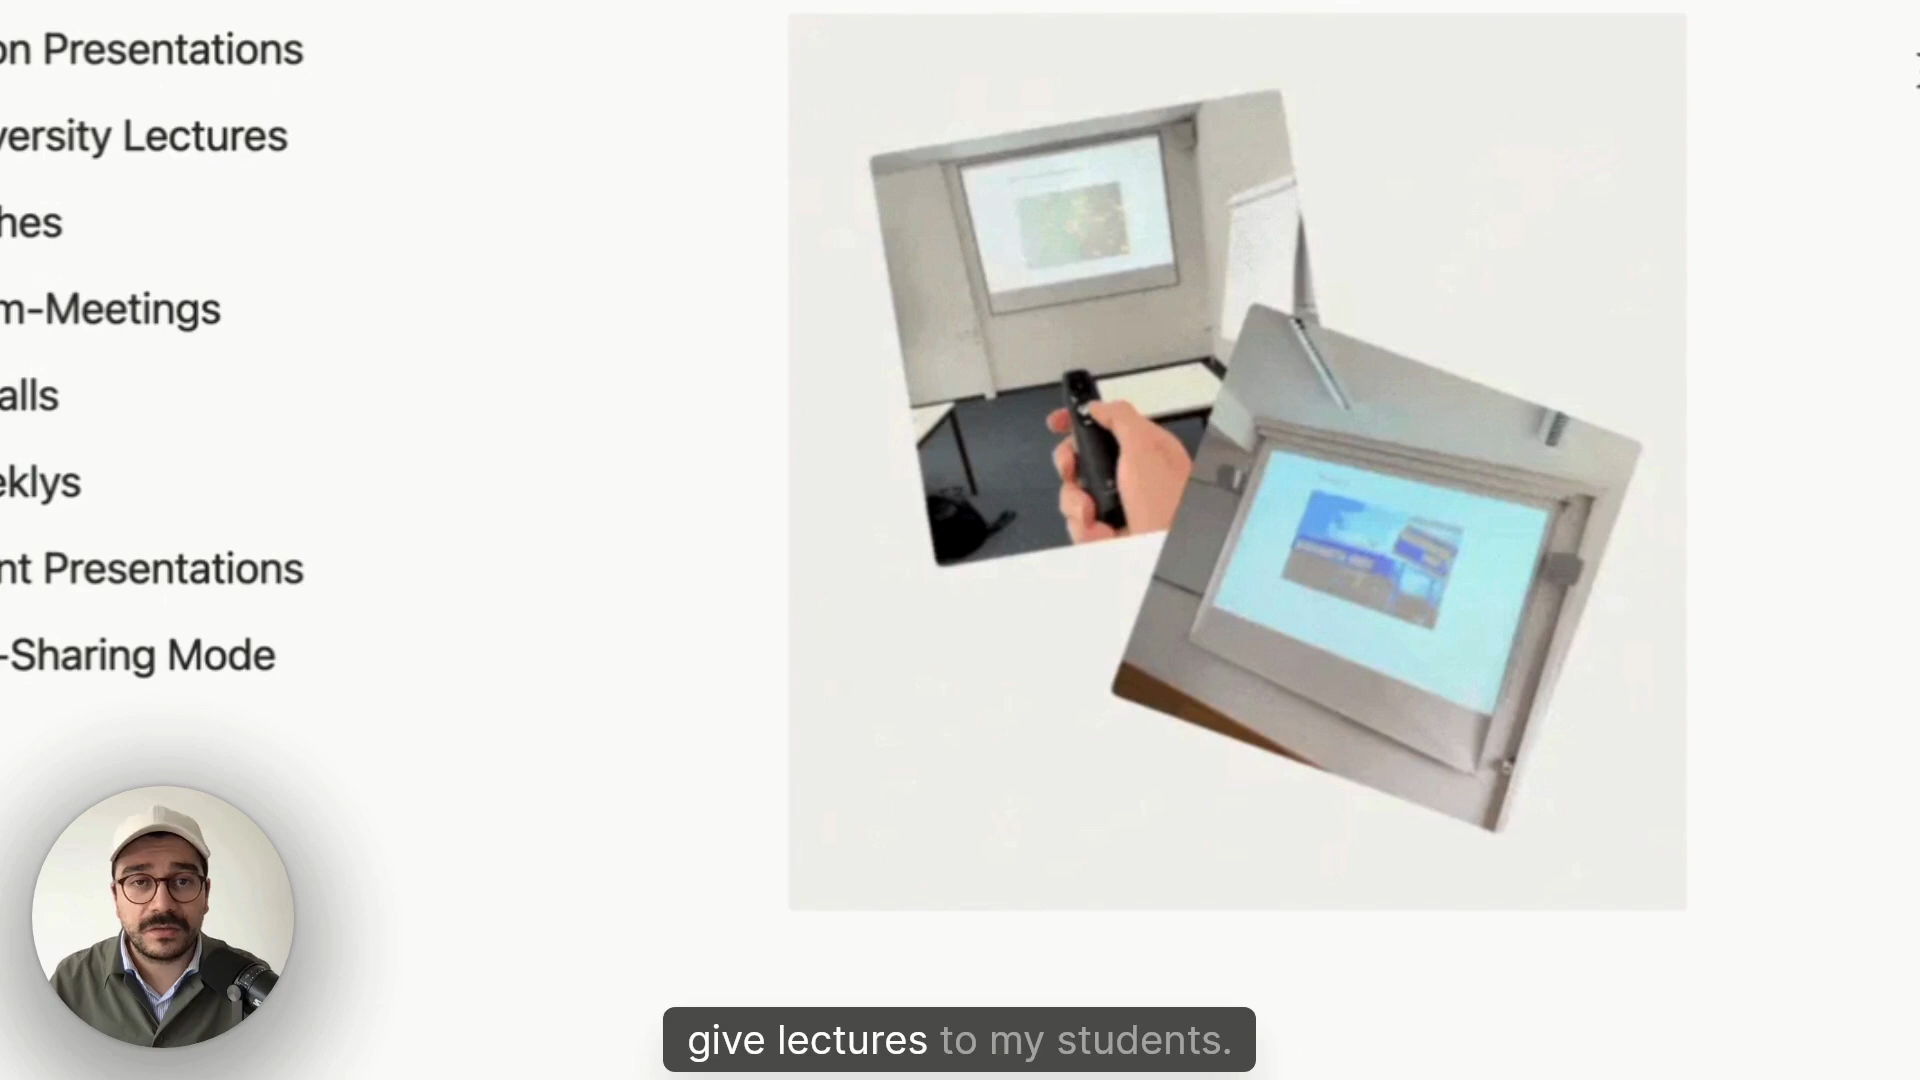 on Presentations
versity Lectures
hes
m-Meetings
alls
eklys
nt Presentations
-Sharing Mode
give lectures to my students.